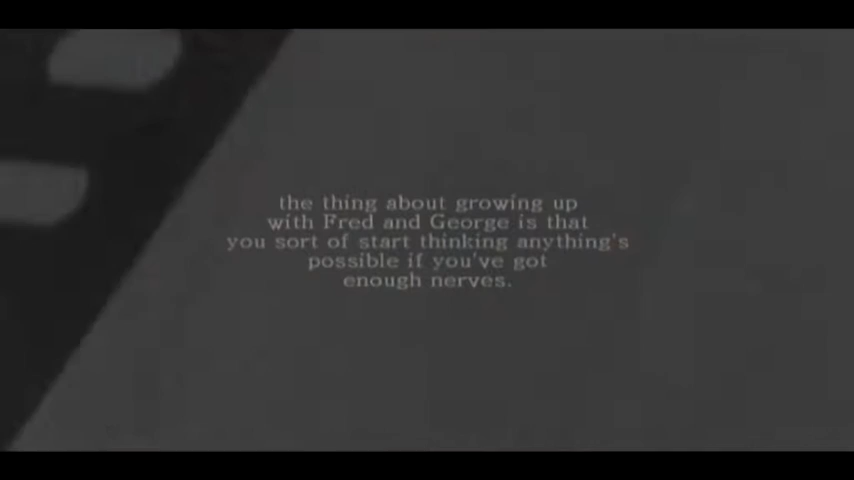 the thing about growing up
with Fred and George is that
you sort of start thinking anything's
possible if you've got
enough nerves.